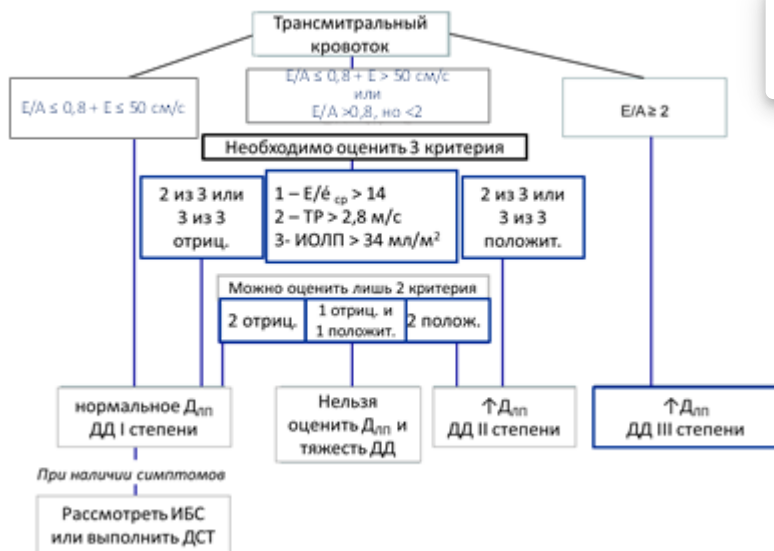 Трансмитральный
кровоток
E/A ≤ 0,8 + E ≤ 50 см/с
E/A ≤ 0,8 + E > 50 см/с
или
E/A >0,8, но <2
E/A ≥ 2
Необходимо оценить 3 критерия
2 из 3 или
3 из 3
отриц.
1 – E/é ср > 14
2 – ТР > 2,8 м/с
3- ИОЛП > 34 мл/м²
2 из 3 или
3 из 3
положит.
Можно оценить лишь 2 критерия
2 отриц.
1 отриц. и
1 положит.
2 полож.
нормальное Длп
ДД I степени
Нельзя
оценить Длп и
тяжесть ДД
↑Длп
ДД II степени
↑Длп
ДД III степени
При наличии симптомов
Рассмотреть ИБС
или выполнить ДСТ